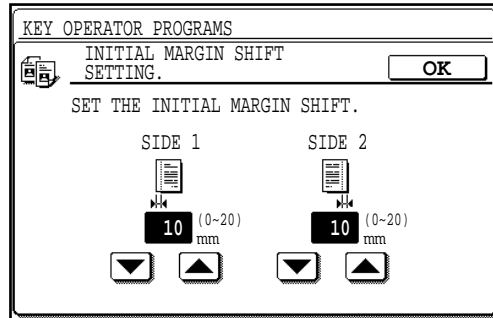 KEY OPERATOR PROGRAMS
INITIAL MARGIN SHIFT
SETTING.
OK
SET THE INITIAL MARGIN SHIFT.
SIDE 1
SIDE 2
10 (0~20) mm
10 (0~20) mm